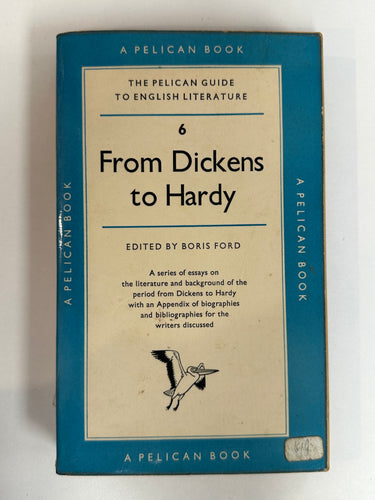 A PELICAN BOOK
THE PELICAN GUIDE
TO ENGLISH LITERATURE
6
From Dickens
to Hardy
EDITED BY BORIS FORD
A series of essays on
the literature and background of the
period from Dickens to Hardy
with an Appendix of biographies
and bibliographies for the
writers discussed
A PELICAN BOOK
A PELICAN BOOK
A PELICAN BOOK